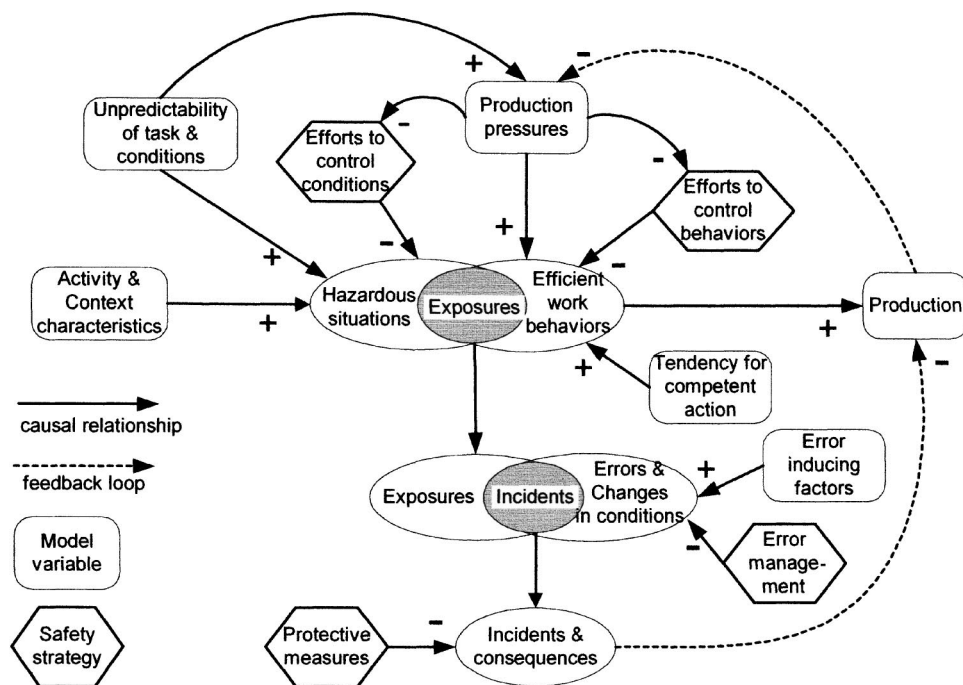 -
+
Unpredictability
of task &
conditions
Production
pressures
-
Efforts to
control
conditions
-
Efforts to
control
behaviors
+
-
+
-
Activity &
Context
characteristics
+
Hazardous
situations
Exposures
Efficient
work
behaviors
+
Production
-
+
Tendency for
competent
action
causal relationship
feedback loop
Exposures
Incidents
Errors &
Changes
in conditions
+
-
Error
inducing
factors
Error
manage-
ment
Model
variable
Safety
strategy
Protective
measures
-
Incidents &
consequences